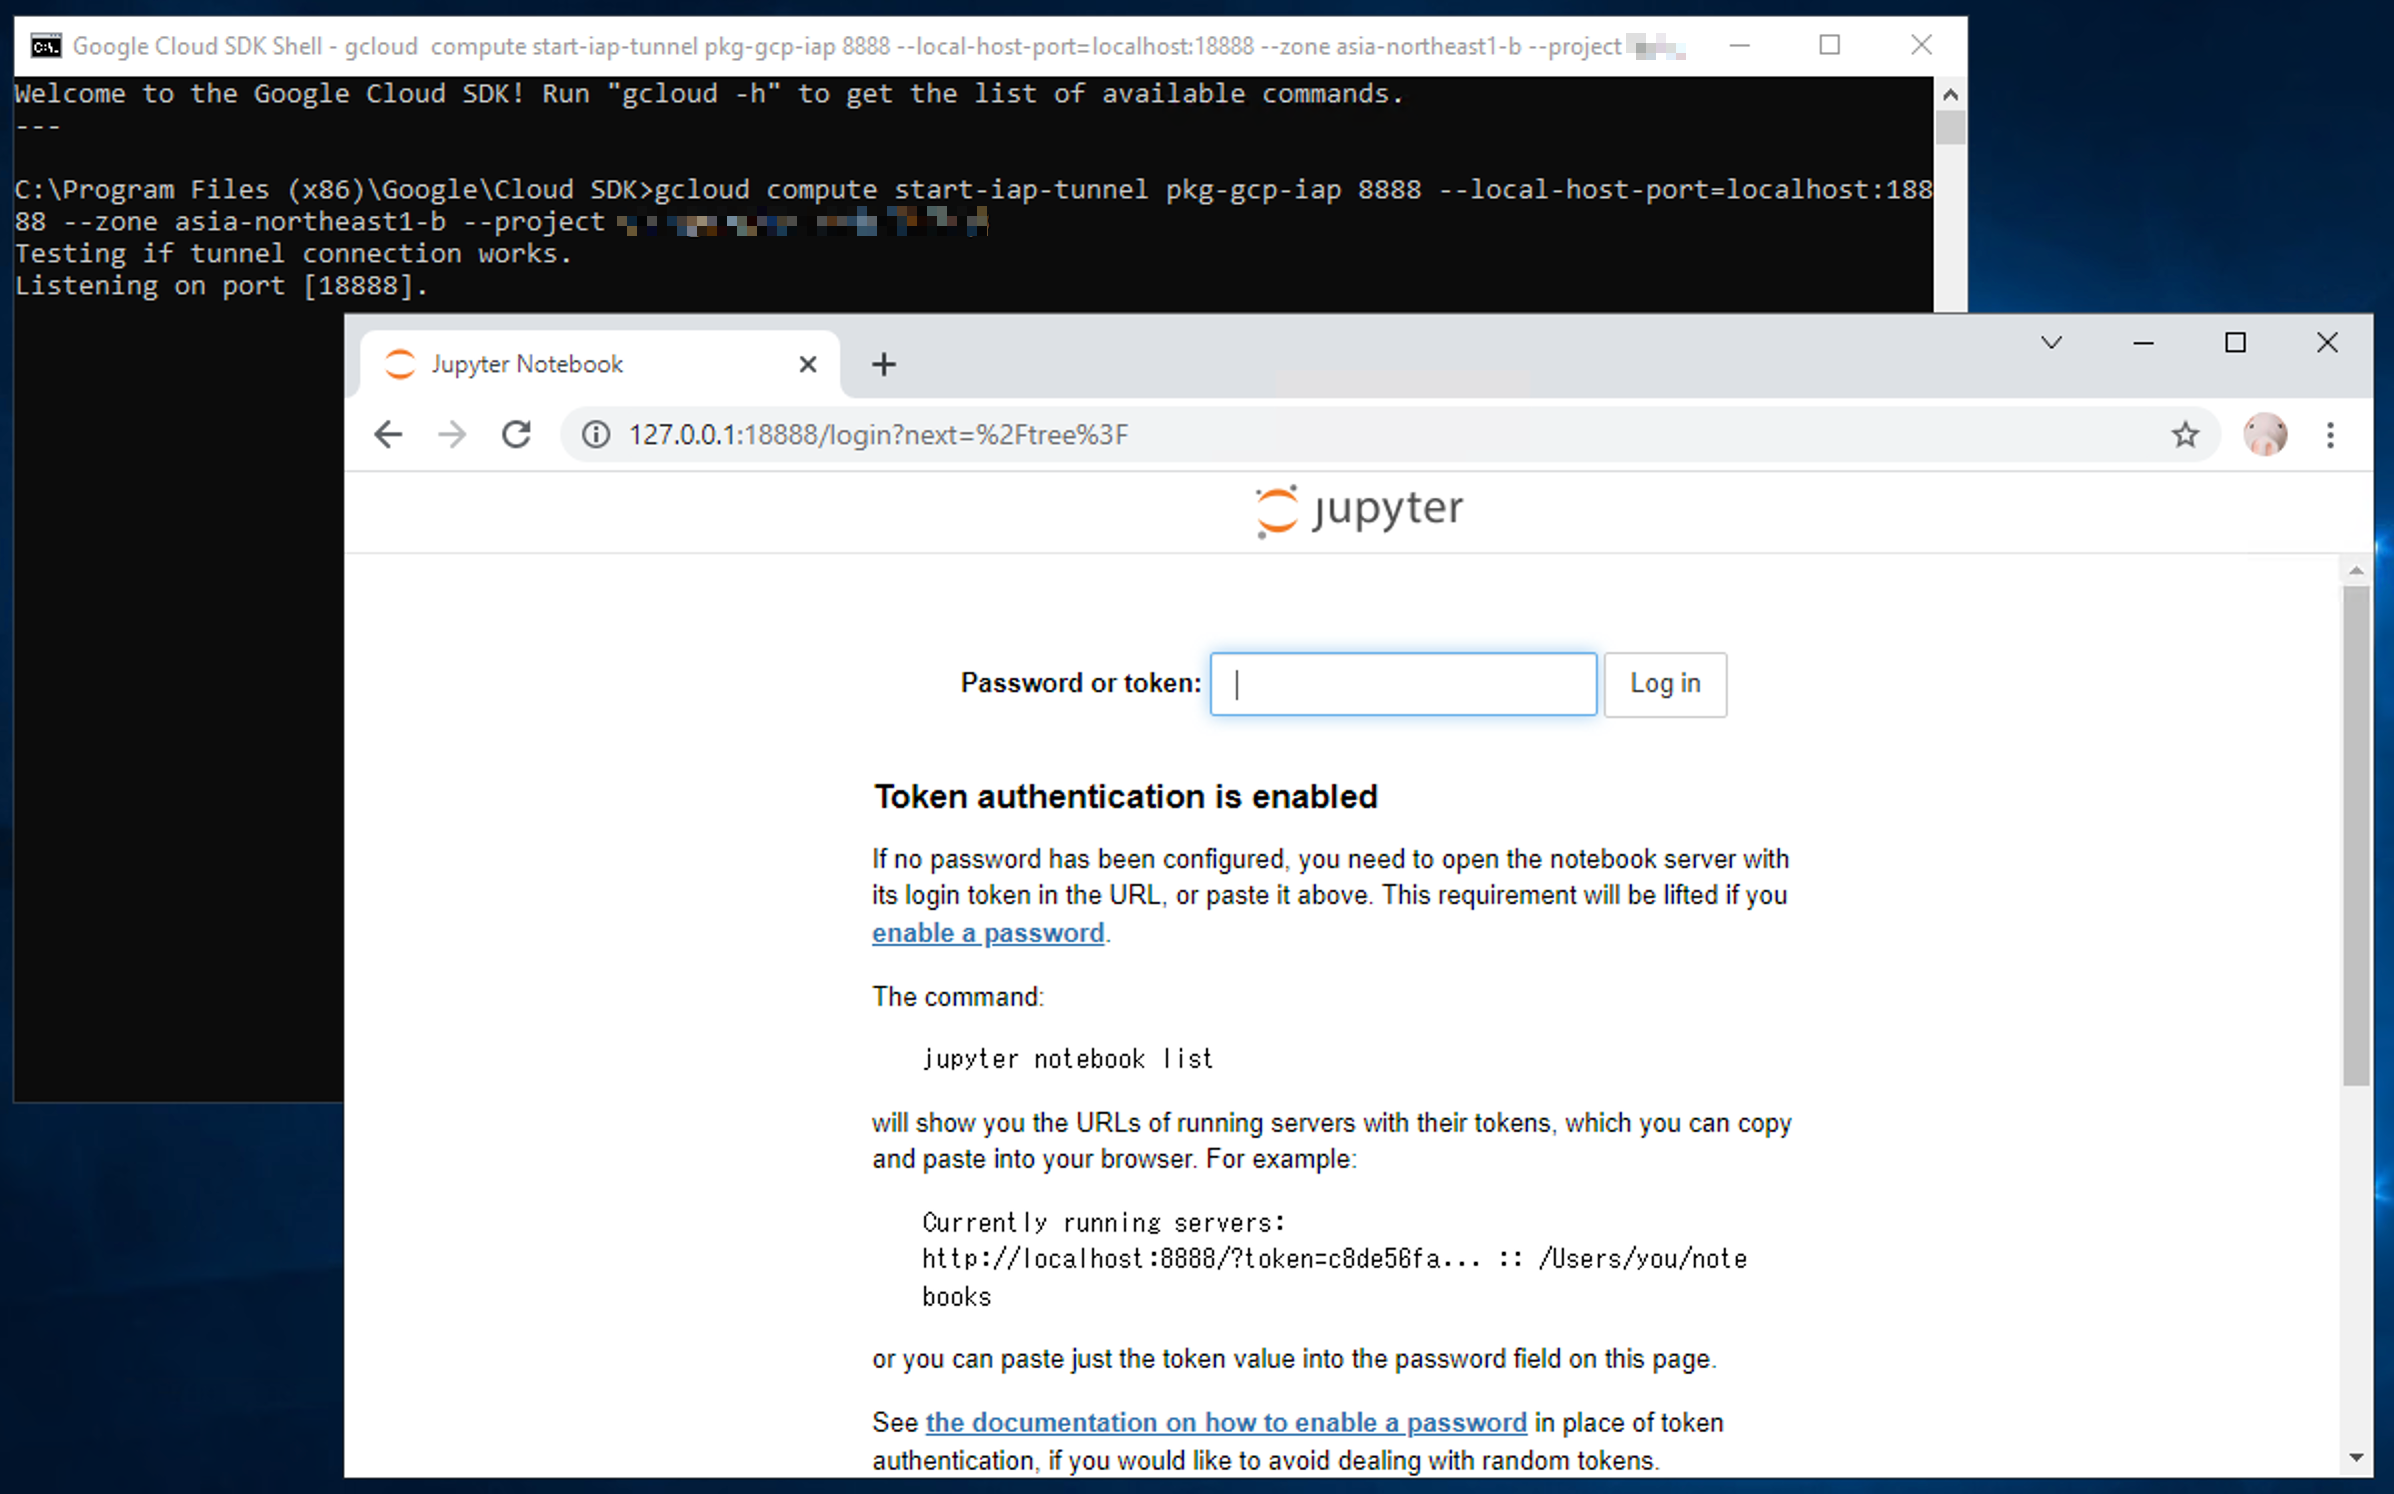 Google Cloud SDK Shell - gcloud  compute start-iap-tunnel pkg-gcp-iap 8888 --local-host-port=localhost:18888 --zone asia-northeast1-b --project
Welcome to the Google Cloud SDK! Run "gcloud -h" to get the list of available commands.
---
C:\Program Files (x86)\Google\Cloud SDK>gcloud compute start-iap-tunnel pkg-gcp-iap 8888 --local-host-port=localhost:188
88 --zone asia-northeast1-b --project
Testing if tunnel connection works.
Listening on port [18888].
Jupyter Notebook
127.0.0.1:18888/login?next=%2Ftree%3F
jupyter
Password or token:
Log in
Token authentication is enabled
If no password has been configured, you need to open the notebook server with
its login token in the URL, or paste it above. This requirement will be lifted if you
enable a password.
The command:
jupyter notebook list
will show you the URLs of running servers with their tokens, which you can copy
and paste into your browser. For example:
Currently running servers:
http://localhost:8888/?token=c8de56fa... :: /Users/you/note
books
or you can paste just the token value into the password field on this page.
See the documentation on how to enable a password in place of token
authentication, if you would like to avoid dealing with random tokens.